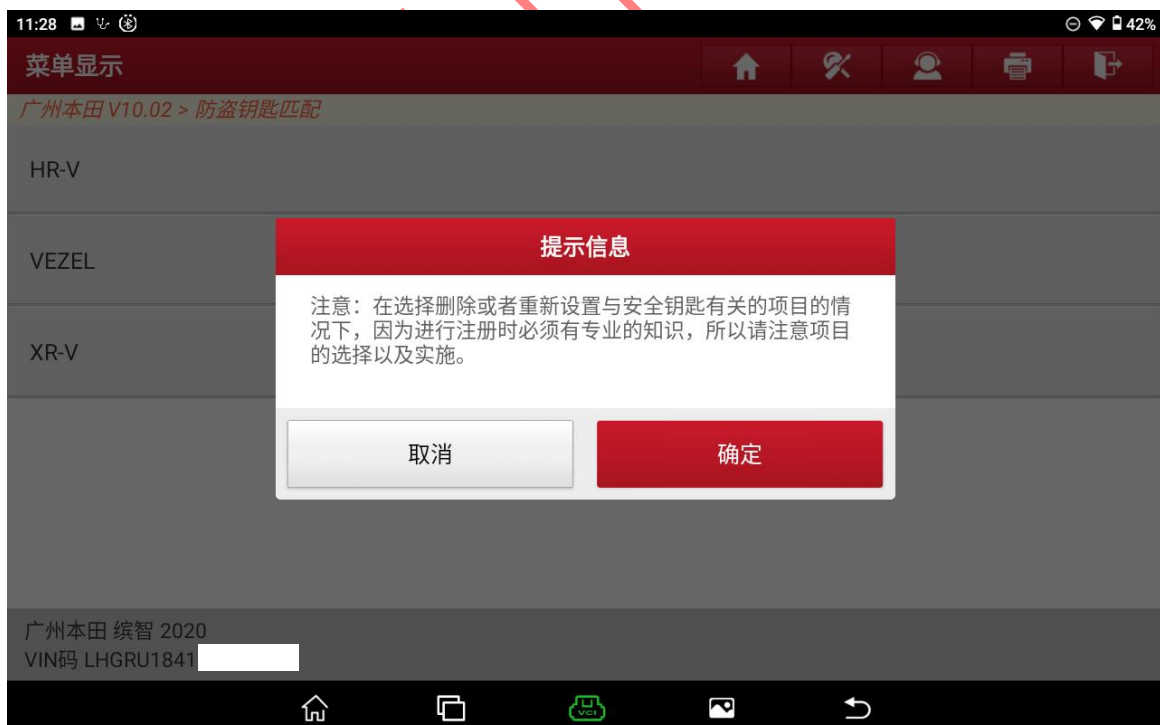 11:28
42%
菜单显示
广州本田 V10.02 > 防盗钥匙匹配
HR-V
VEZEL
XR-V
提示信息
注意：在选择删除或者重新设置与安全钥匙有关的项目的情
况下，因为进行注册时必须有专业的知识，所以请注意项目
的选择以及实施。
取消
确定
广州本田 缤智 2020
VIN码 LHGRU1841
VCI